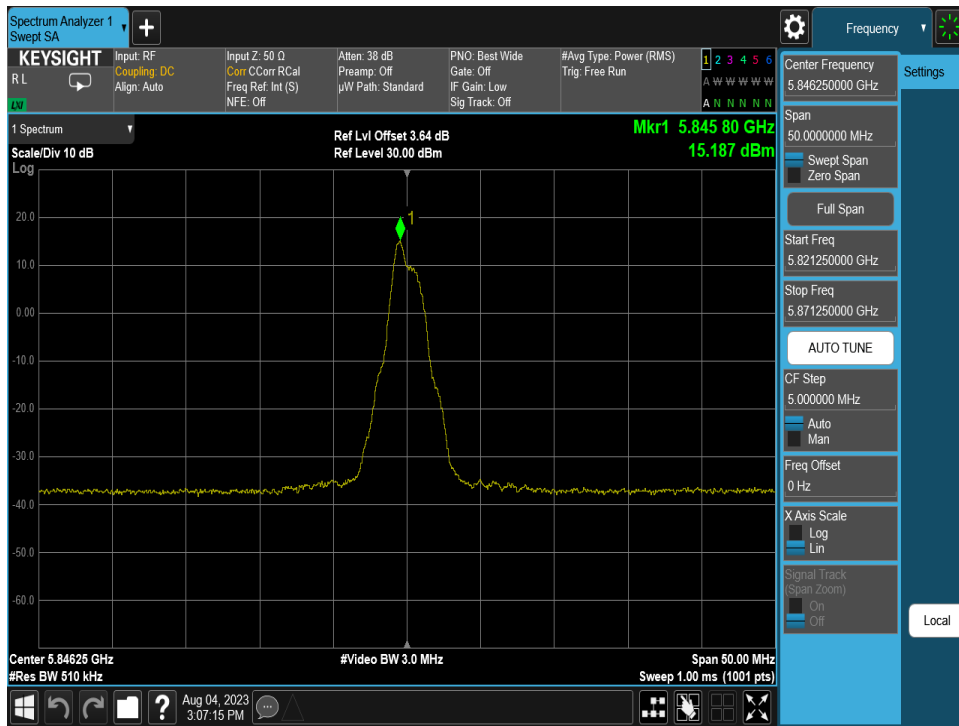 Spectrum Analyzer 1
Swept SA
Frequency
KEYSIGHT
R L
LXI
Input: RF
Coupling: DC
Align: Auto
Input Z: 50 Ω
Corr CCorr RCal
Freq Ref: Int (S)
NFE: Off
Atten: 38 dB
Preamp: Off
µW Path: Standard
PNO: Best Wide
Gate: Off
IF Gain: Low
Sig Track: Off
#Avg Type: Power (RMS)
Trig: Free Run
1 2 3 4 5 6
A W W W W W
A N N N N N
1 Spectrum
Scale/Div 10 dB
Log
Ref Lvl Offset 3.64 dB
Ref Level 30.00 dBm
Mkr1 5.845 80 GHz
15.187 dBm
1
20.0
10.0
0.00
-10.0
-20.0
-30.0
-40.0
-50.0
-60.0
Center 5.84625 GHz
#Res BW 510 kHz
#Video BW 3.0 MHz
Span 50.00 MHz
Sweep 1.00 ms (1001 pts)
Center Frequency
5.846250000 GHz
Span
50.0000000 MHz
Swept Span
Zero Span
Full Span
Start Freq
5.821250000 GHz
Stop Freq
5.871250000 GHz
AUTO TUNE
CF Step
5.000000 MHz
Auto
Man
Freq Offset
0 Hz
X Axis Scale
Log
Lin
Signal Track
(Span Zoom)
On
Off
Settings
Local
?
Aug 04, 2023
3:07:15 PM